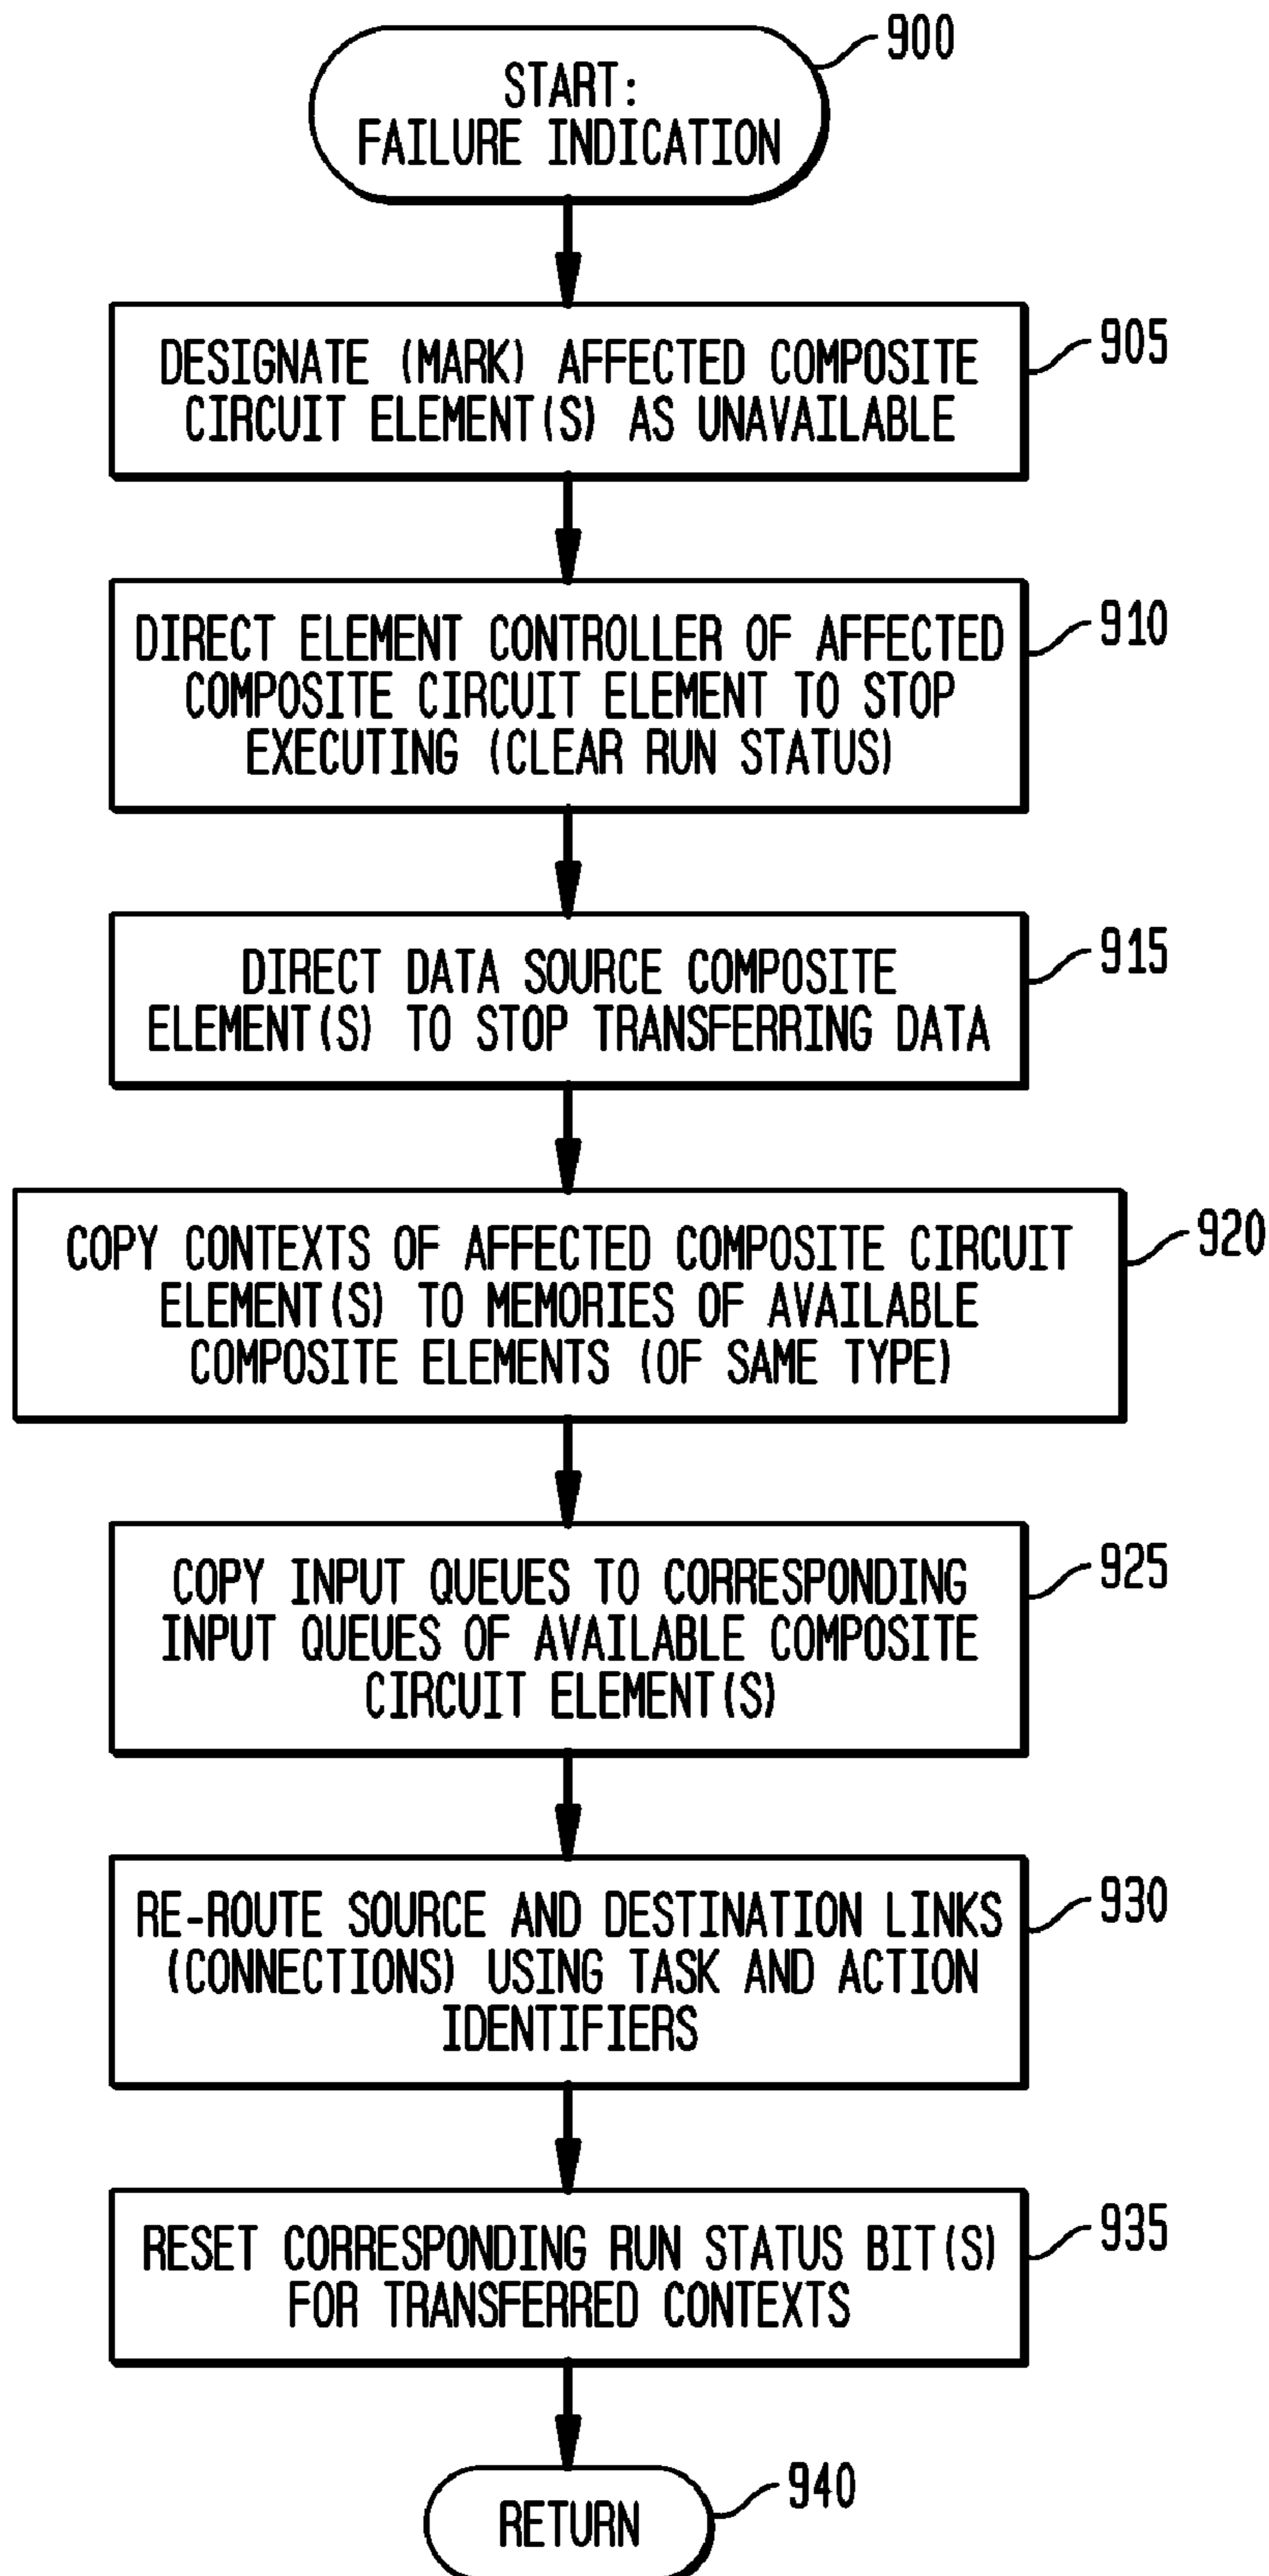 900
START:
FAILURE INDICATION
905
DESIGNATE (MARK) AFFECTED COMPOSITE
CIRCUIT ELEMENT(S) AS UNAVAILABLE
910
DIRECT ELEMENT CONTROLLER OF AFFECTED
COMPOSITE CIRCUIT ELEMENT TO STOP
EXECUTING (CLEAR RUN STATUS)
915
DIRECT DATA SOURCE COMPOSITE
ELEMENT(S) TO STOP TRANSFERRING DATA
920
COPY CONTEXTS OF AFFECTED COMPOSITE CIRCUIT
ELEMENT(S) TO MEMORIES OF AVAILABLE
COMPOSITE ELEMENTS (OF SAME TYPE)
925
COPY INPUT QUEUES TO CORRESPONDING
INPUT QUEUES OF AVAILABLE COMPOSITE
CIRCUIT ELEMENT(S)
930
RE-ROUTE SOURCE AND DESTINATION LINKS
(CONNECTIONS) USING TASK AND ACTION
IDENTIFIERS
935
RESET CORRESPONDING RUN STATUS BIT(S)
FOR TRANSFERRED CONTEXTS
940
RETURN